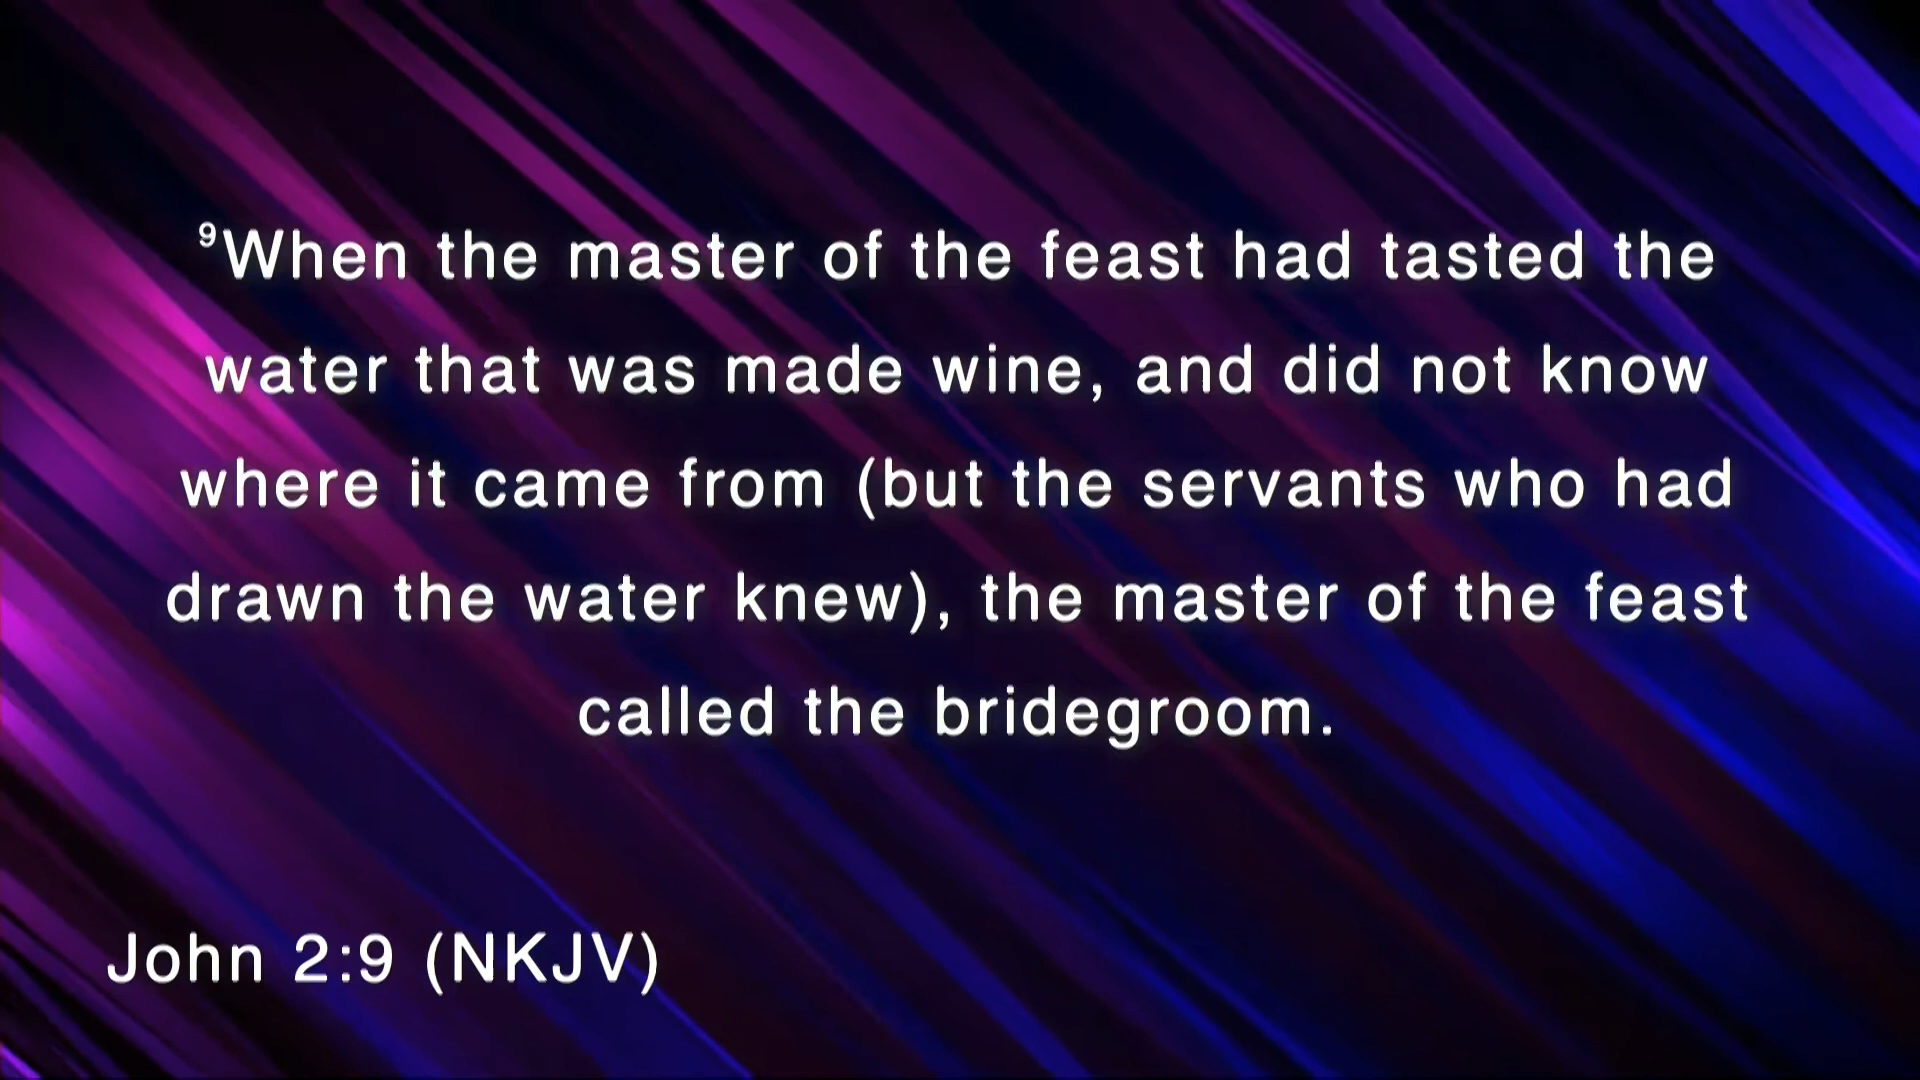 ⁹When the master of the feast had tasted the
water that was made wine, and did not know
where it came from (but the servants who had
drawn the water knew), the master of the feast
called the bridegroom.
John 2:9 (NKJV)